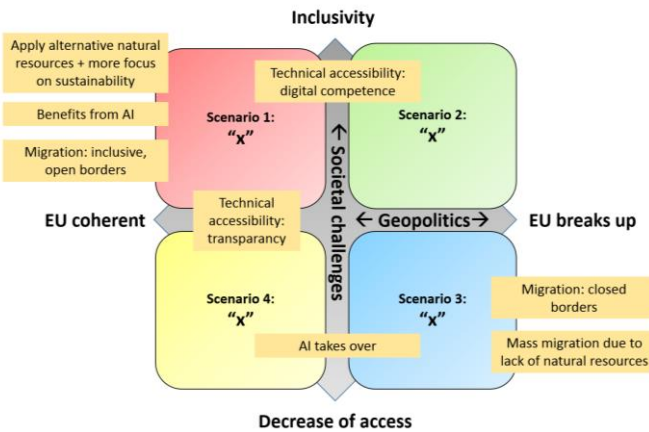 Inclusivity
Apply alternative natural
resources + more focus
on sustainability
Benefits from AI
Migration: inclusive,
open borders
Scenario 1:
“x”
Technical accessibility:
digital competence
Scenario 2:
“x”
EU coherent
Technical
accessibility:
transparancy
← Societal challenges
← Geopolitics →
EU breaks up
Scenario 4:
“x”
Scenario 3:
“x”
Migration: closed
borders
AI takes over
Mass migration due to
lack of natural resources
Decrease of access